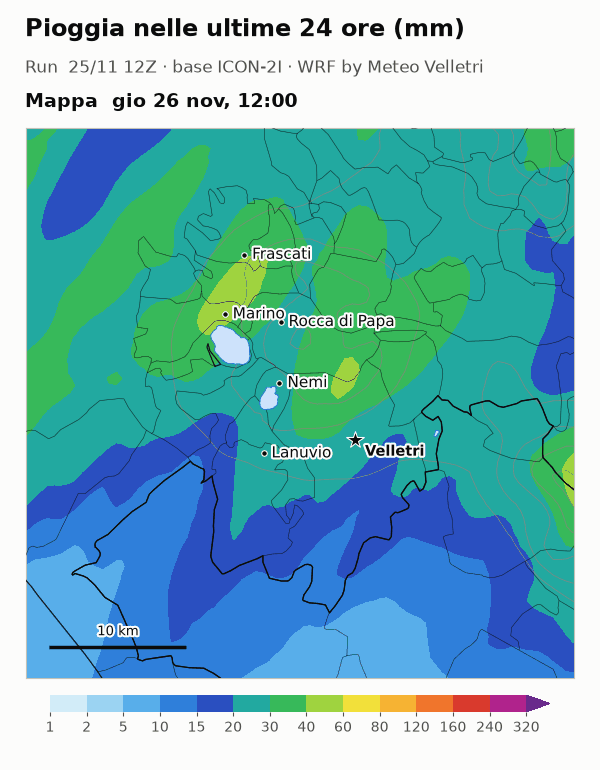 Pioggia nelle ultime 24 ore (mm)
Run  25/11 12Z · base ICON-2I · WRF by Meteo Velletri
Mappa  gio 26 nov, 12:00
Frascati
Marino
Rocca di Papa
Nemi
Velletri
Lanuvio
10 km
1 2 5 10 15 20 30 40 60 80 120 160 240 320